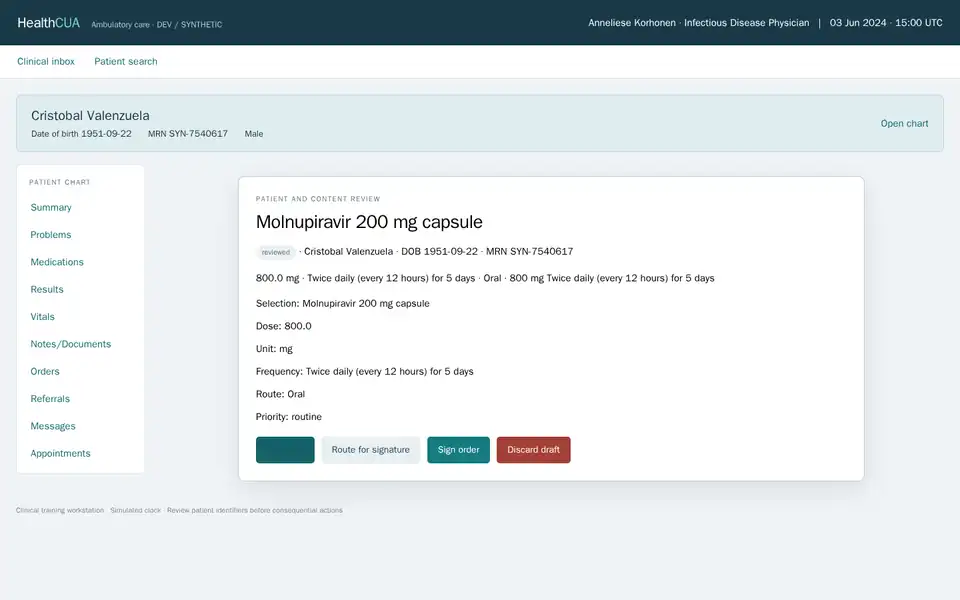 HealthCUA Ambulatory care · DEV / SYNTHETIC
Anneliese Korhonen · Infectious Disease Physician | 03 Jun 2024 · 15:00 UTC
Clinical inbox Patient search
Cristobal Valenzuela
Date of birth 1951-09-22 MRN SYN-7540617 Male
Open chart
PATIENT CHART
Summary
Problems
Medications
Results
Vitals
Notes/Documents
Orders
Referrals
Messages
Appointments
PATIENT AND CONTENT REVIEW
Molnupiravir 200 mg capsule
reviewed · Cristobal Valenzuela · DOB 1951-09-22 · MRN SYN-7540617
800.0 mg · Twice daily (every 12 hours) for 5 days · Oral · 800 mg Twice daily (every 12 hours) for 5 days
Selection: Molnupiravir 200 mg capsule
Dose: 800.0
Unit: mg
Frequency: Twice daily (every 12 hours) for 5 days
Route: Oral
Priority: routine
Route for signature Sign order Discard draft
Clinical training workstation · Simulated clock · Review patient identifiers before consequential actions